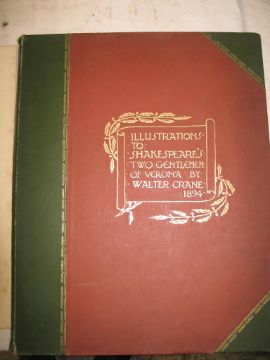 ILLUSTRATIONS
TO
SHAKESPEARE'S
TWO GENTLEMEN
OF VERONA · BY
WALTER CRANE
1894